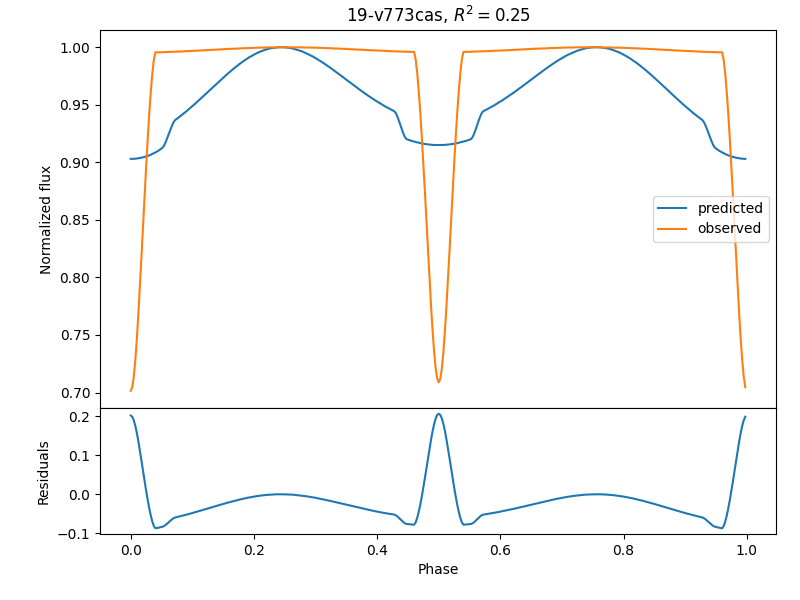 19-v773cas, R² = 0.25
1.00
0.95
0.90
0.85
0.80
0.75
0.70
Normalized flux
predicted
observed
0.2
0.1
0.0
−0.1
Residuals
0.0 0.2 0.4 0.6 0.8 1.0
Phase